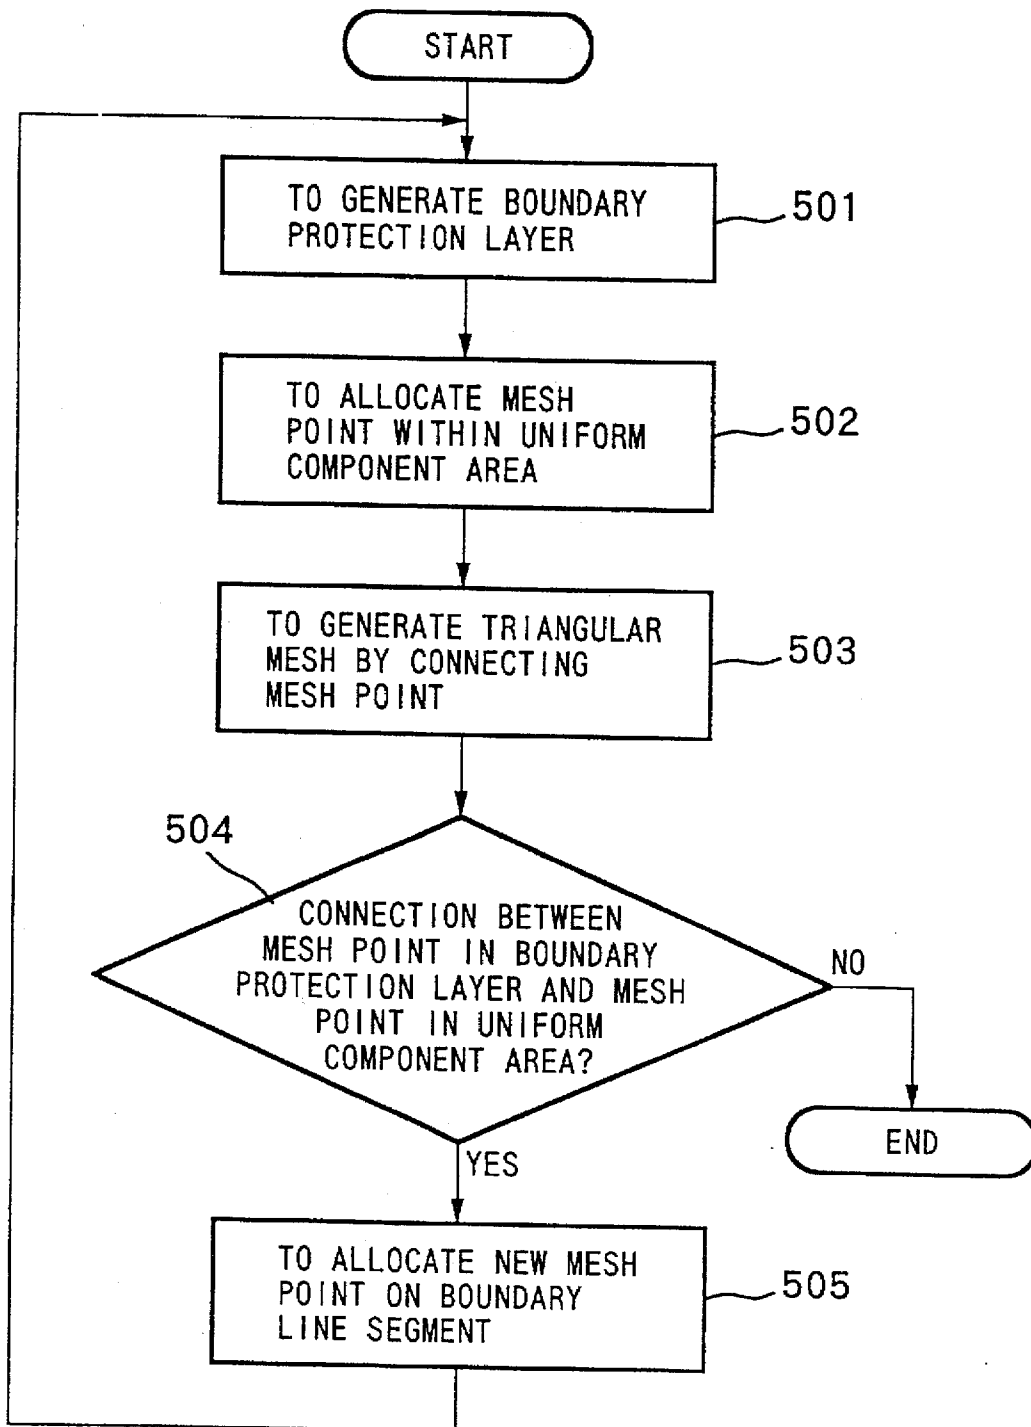 START
TO GENERATE BOUNDARY
PROTECTION LAYER
501
TO ALLOCATE MESH
POINT WITHIN UNIFORM
COMPONENT AREA
502
TO GENERATE TRIANGULAR
MESH BY CONNECTING
MESH POINT
503
504
CONNECTION BETWEEN
MESH POINT IN BOUNDARY
PROTECTION LAYER AND MESH
POINT IN UNIFORM
COMPONENT AREA?
NO
END
YES
TO ALLOCATE NEW MESH
POINT ON BOUNDARY
LINE SEGMENT
505